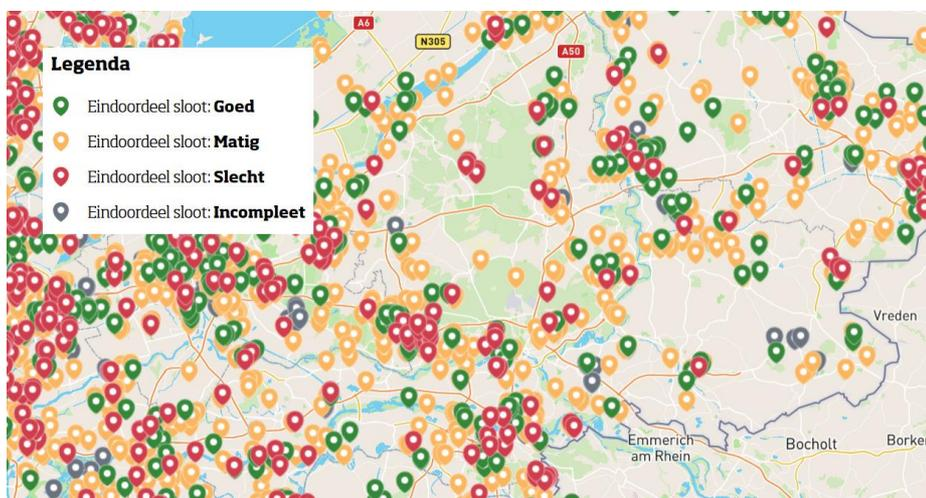 A6
N305
A50
Legenda
Eindoordeel sloot: Goed
Eindoordeel sloot: Matig
Eindoordeel sloot: Slecht
Eindoordeel sloot: Incompleet
Vreden
Emmerich
am Rhein
Bocholt
Borke